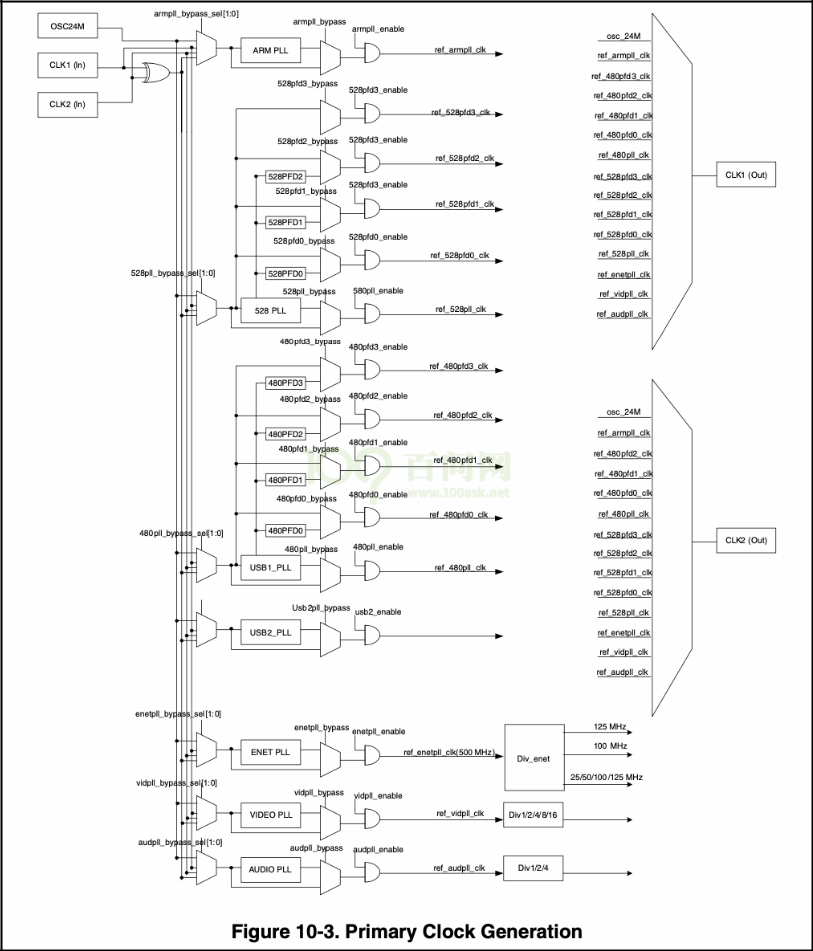 armpll_bypass_sel[1:0]
OSC24M
CLK1 (In)
CLK2 (In)
armpll_bypass
armpll_enable
ARM PLL
ref_armpll_clk
528pfd3_bypass
528pfd3_enable
ref_528pfd3_clk
528pfd2_bypass
528pfd3_enable
ref_528pfd2_clk
528PFD2
528pfd1_bypass
528pfd3_enable
ref_528pfd1_clk
528PFD1
528pfd0_bypass
528pfd0_enable
ref_528pfd0_clk
528PFD0
528pll_bypass_sel[1:0]
528pll_bypass
580pll_enable
528 PLL
ref_528pll_clk
480pfd3_bypass
480pfd3_enable
ref_480pfd3_clk
480PFD3
480pfd2_bypass
480pfd2_enable
ref_480pfd2_clk
480PFD2
480pfd1_bypass
480pfd1_enable
ref_480pfd1_clk
480PFD1
480pfd0_bypass
480pfd0_enable
ref_480pfd0_clk
480PFD0
480pll_bypass_sel[1:0]
480pll_bypass
480pll_enable
USB1_PLL
ref_480pll_clk
Usb2pll_bypass
usb2_enable
USB2_PLL
enetpll_bypass_sel[1:0]
enetpll_bypass
enetpll_enable
ENET PLL
ref_enetpll_clk(500 MHz)
Div_enet
125 MHz
100 MHz
25/50/100/125 MHz
vidpll_bypass_sel[1:0]
vidpll_bypass
vidpll_enable
VIDEO PLL
ref_vidpll_clk
Div1/2/4/8/16
audpll_bypass_sel[1:0]
audpll_bypass
audpll_enable
AUDIO PLL
ref_audpll_clk
Div1/2/4
osc_24M
ref_armpll_clk
ref_480pfd3_clk
ref_480pfd2_clk
ref_480pfd1_clk
ref_480pfd0_clk
ref_480pll_clk
ref_528pfd3_clk
ref_528pfd2_clk
ref_528pfd1_clk
ref_528pfd0_clk
ref_528pll_clk
ref_enetpll_clk
ref_vidpll_clk
ref_audpll_clk
CLK1 (Out)
osc_24M
ref_armpll_clk
ref_480pfd2_clk
ref_480pfd1_clk
ref_480pfd0_clk
ref_480pll_clk
ref_528pfd3_clk
ref_528pfd2_clk
ref_528pfd1_clk
ref_528pfd0_clk
ref_528pll_clk
ref_enetpll_clk
ref_vidpll_clk
ref_audpll_clk
CLK2 (Out)
百问网
www.100ask.net
Figure 10-3. Primary Clock Generation